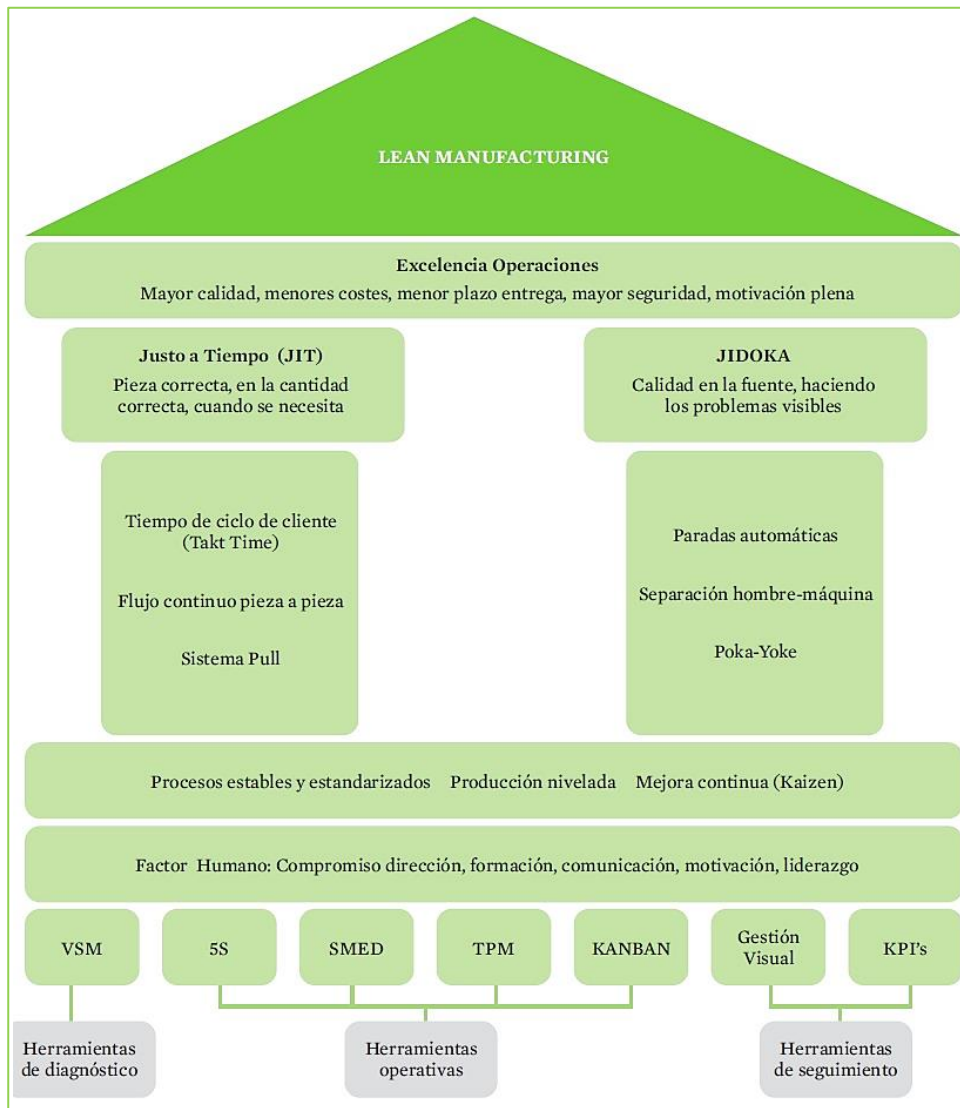 LEAN MANUFACTURING
Excelencia Operaciones
Mayor calidad, menores costes, menor plazo entrega, mayor seguridad, motivación plena
Justo a Tiempo (JIT)
Pieza correcta, en la cantidad
correcta, cuando se necesita
JIDOKA
Calidad en la fuente, haciendo
los problemas visibles
Tiempo de ciclo de cliente
(Takt Time)
Flujo continuo pieza a pieza
Sistema Pull
Paradas automáticas
Separación hombre-máquina
Poka-Yoke
Procesos estables y estandarizados Producción nivelada Mejora continua (Kaizen)
Factor Humano: Compromiso dirección, formación, comunicación, motivación, liderazgo
VSM
5S
SMED
TPM
KANBAN
Gestión
Visual
KPI's
Herramientas
de diagnóstico
Herramientas
operativas
Herramientas
de seguimiento